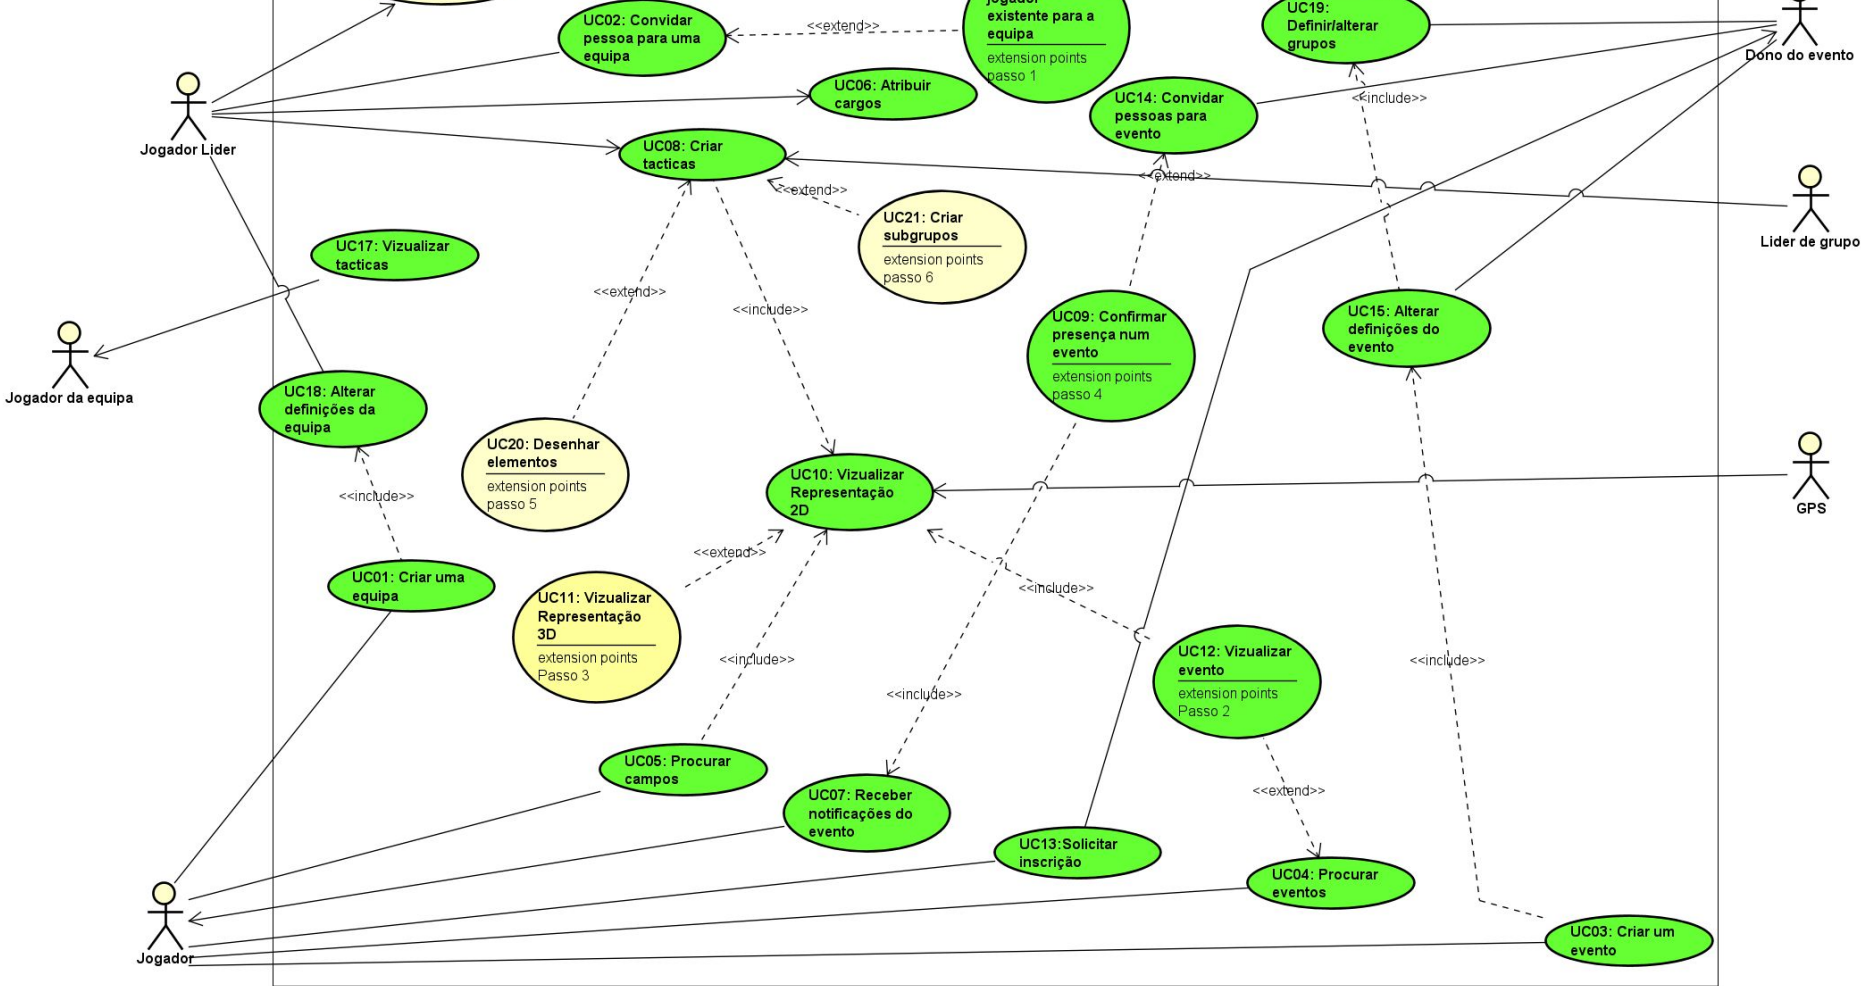 UC02: Convidar
pessoa para uma
equipa
<<extend>>
jogador
existente para a
equipa
extension points
passo 1
UC19:
Definir/alterar
grupos
Dono do evento
Jogador Lider
UC06: Atribuir
cargos
UC14: Convidar
pessoas para
evento
<<include>>
UC08: Criar
tacticas
<<extend>>
<<extend>>
UC21: Criar
subgrupos
extension points
passo 6
Lider de grupo
UC17: Vizualizar
tacticas
<<extend>>
<<include>>
UC09: Confirmar
presença num
evento
extension points
passo 4
UC15: Alterar
definições do
evento
Jogador da equipa
UC18: Alterar
definições da
equipa
UC20: Desenhar
elementos
extension points
passo 5
UC10: Vizualizar
Representação
2D
GPS
<<include>>
<<extend>>
UC01: Criar uma
equipa
UC11: Vizualizar
Representação
3D
extension points
Passo 3
<<include>>
<<include>>
<<include>>
UC12: Vizualizar
evento
extension points
Passo 2
<<include>>
<<include>>
UC05: Procurar
campos
UC07: Receber
notificações do
evento
<<extend>>
UC13:Solicitar
inscrição
UC04: Procurar
eventos
Jogador
UC03: Criar um
evento